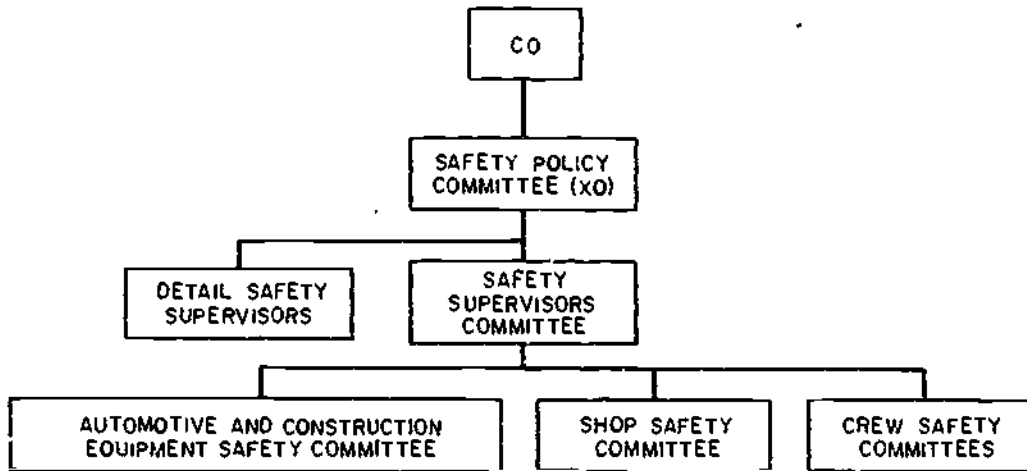 CO
SAFETY POLICY
COMMITTEE (XO)
DETAIL SAFETY
SUPERVISORS
SAFETY
SUPERVISORS
COMMITTEE
AUTOMOTIVE AND CONSTRUCTION
EQUIPMENT SAFETY COMMITTEE
SHOP SAFETY
COMMITTEE
CREW SAFETY
COMMITTEES